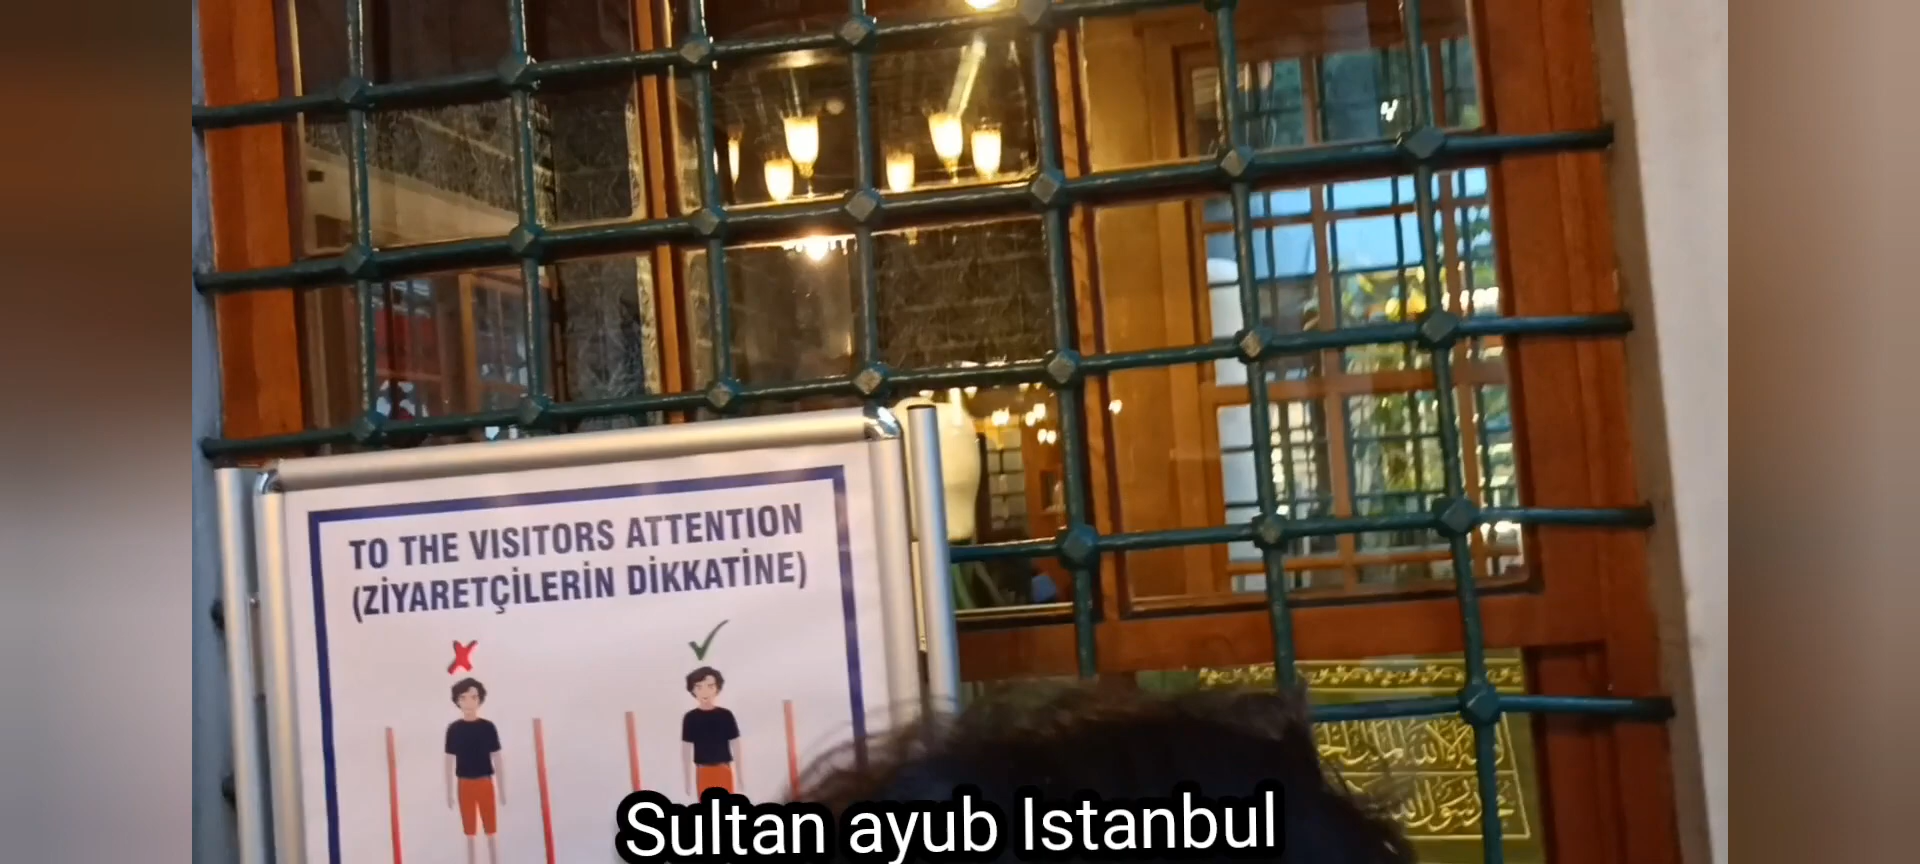 TO THE VISITORS ATTENTION
(ZİYARETÇİLERİN DİKKATİNE)
Sultan ayub Istanbul